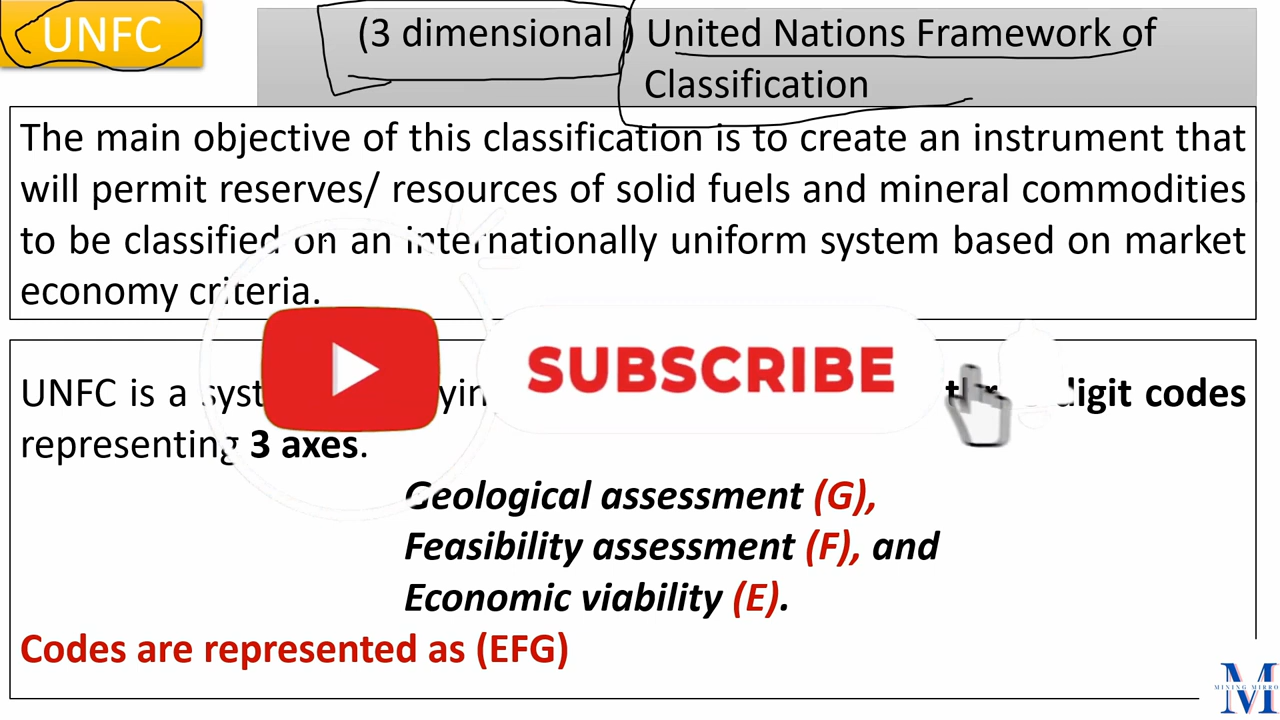 UNFC
(3 dimensional ) United Nations Framework of
Classification
The main objective of this classification is to create an instrument that
will permit reserves/ resources of solid fuels and mineral commodities
to be classified on an internationally uniform system based on market
economy criteria.
SUBSCRIBE
UNFC is a digit codes
representing 3 axes.
Geological assessment (G),
Feasibility assessment (F), and
Economic viability (E).
Codes are represented as (EFG)
M